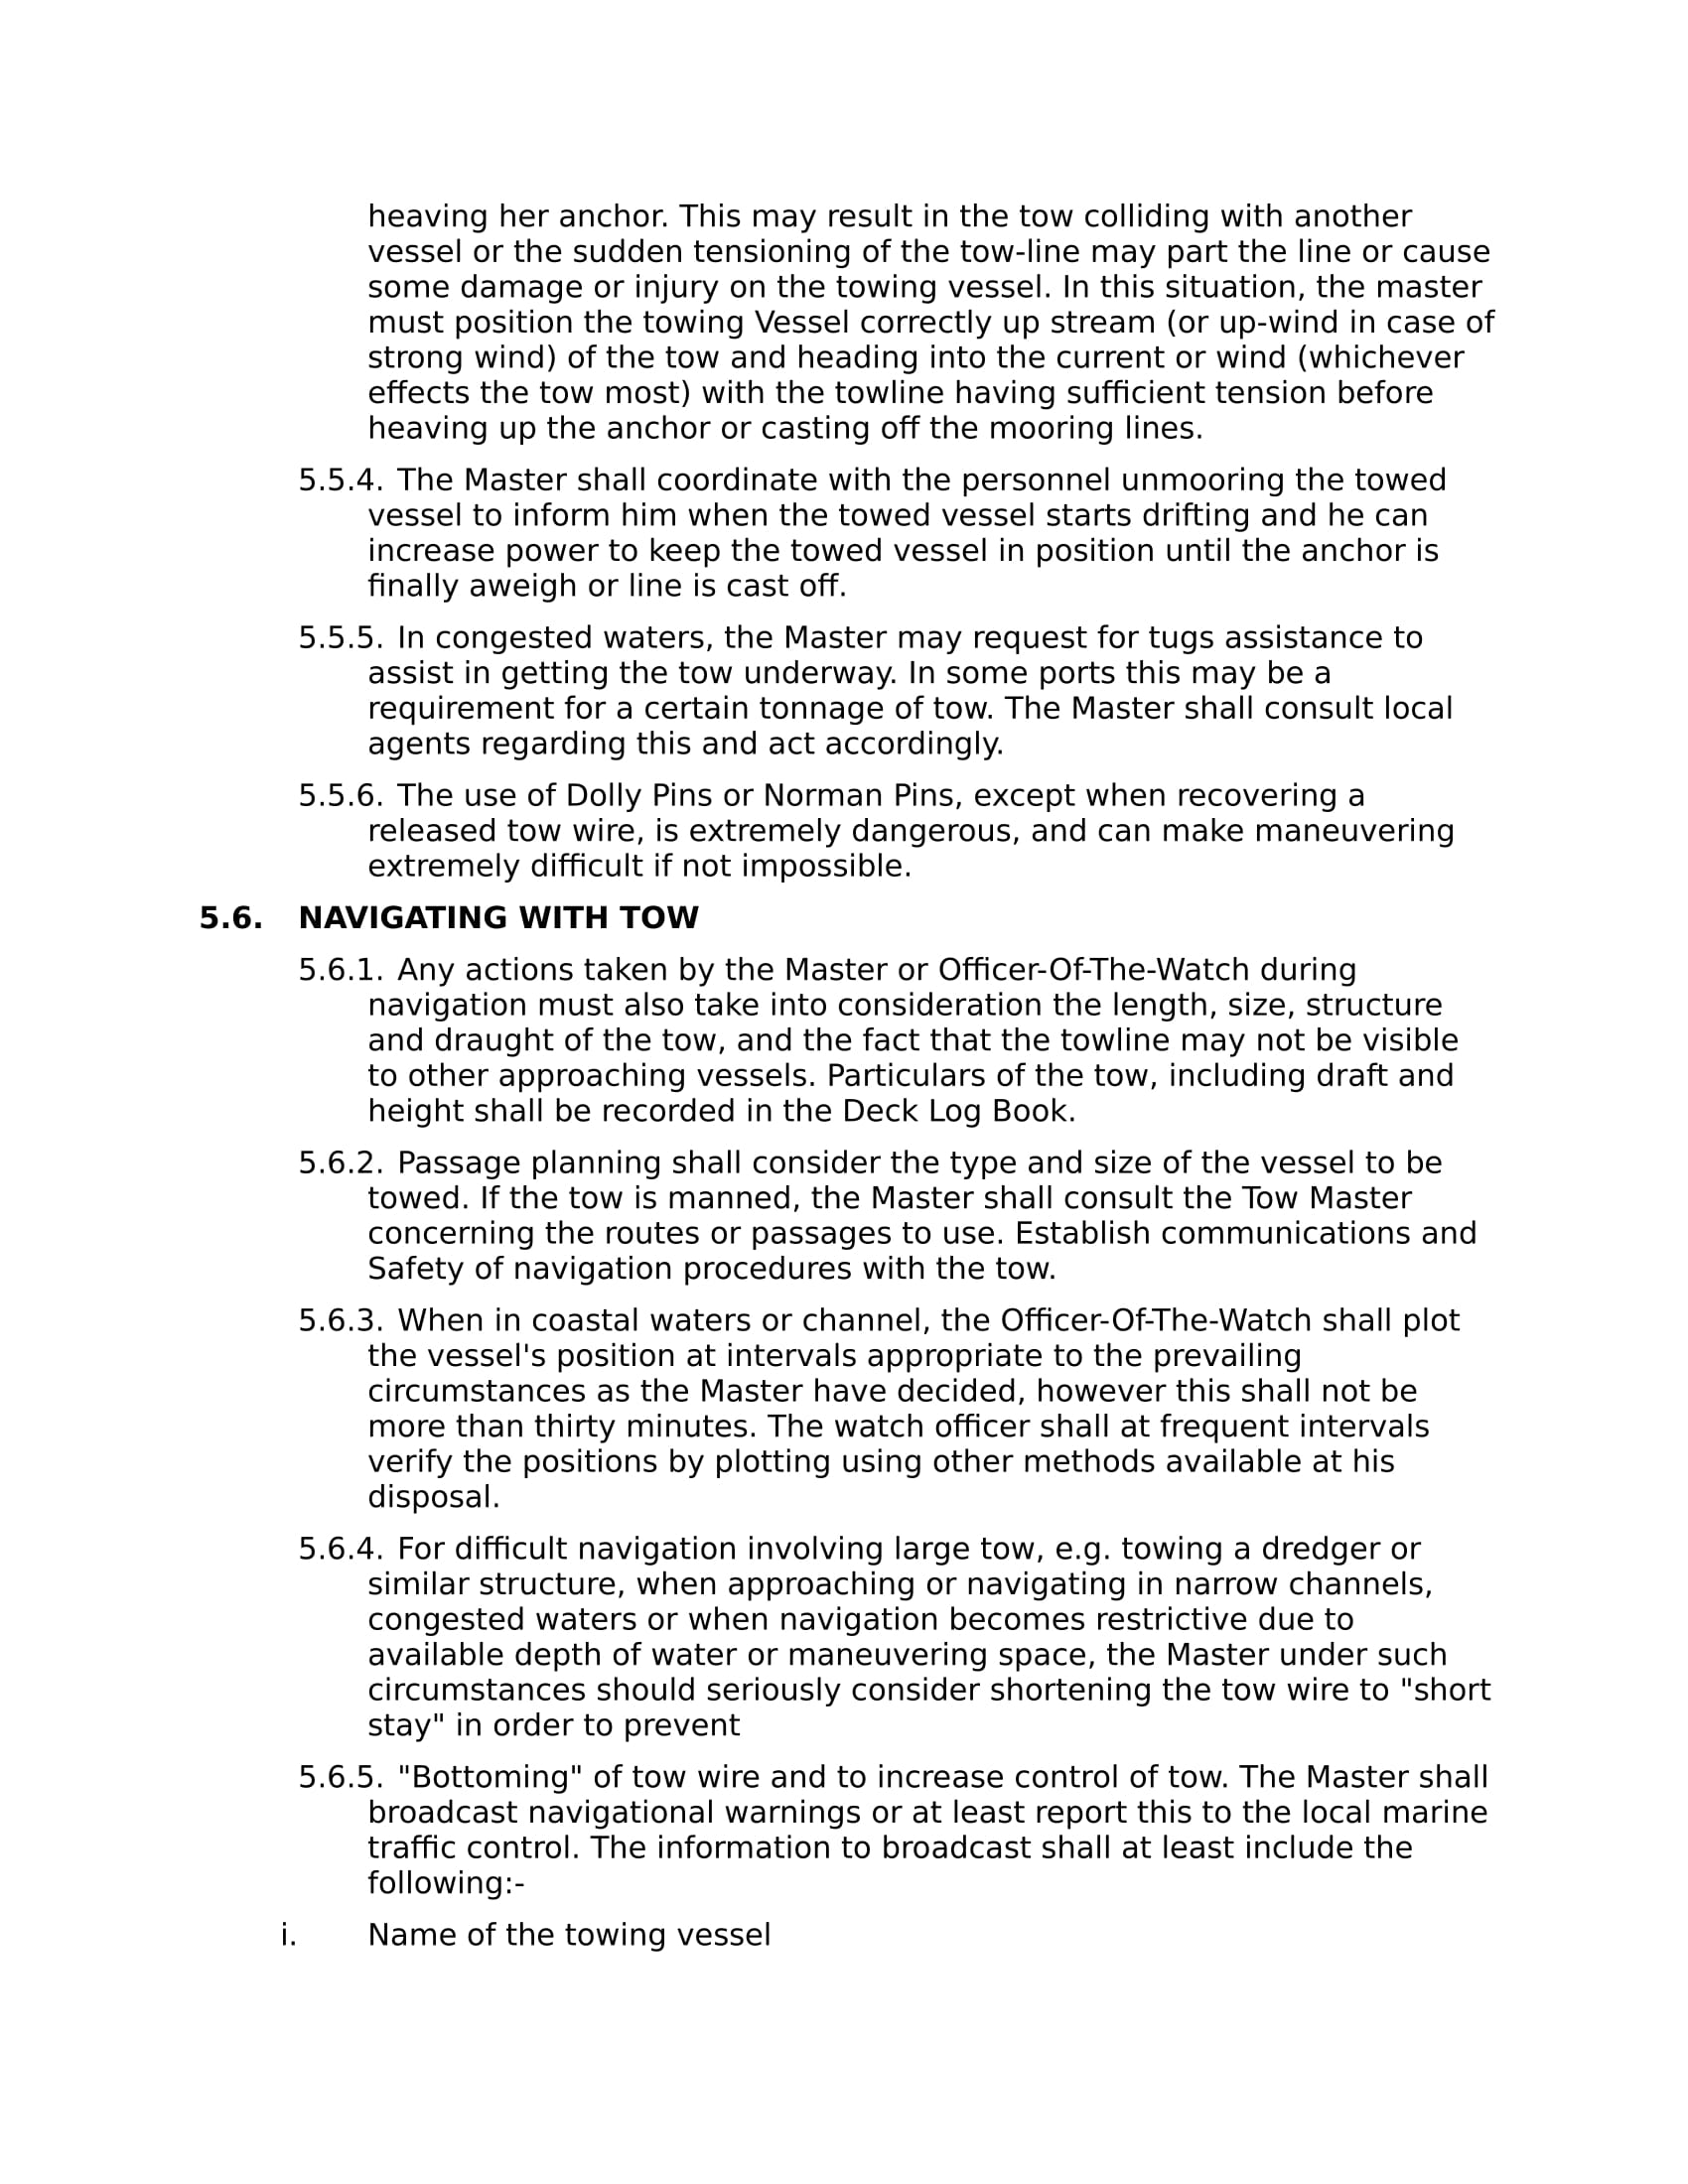 heaving her anchor. This may result in the tow colliding with another
vessel or the sudden tensioning of the tow-line may part the line or cause
some damage or injury on the towing vessel. In this situation, the master
must position the towing Vessel correctly up stream (or up-wind in case of
strong wind) of the tow and heading into the current or wind (whichever
effects the tow most) with the towline having sufficient tension before
heaving up the anchor or casting off the mooring lines.
5.5.4. The Master shall coordinate with the personnel unmooring the towed
vessel to inform him when the towed vessel starts drifting and he can
increase power to keep the towed vessel in position until the anchor is
finally aweigh or line is cast off.
5.5.5. In congested waters, the Master may request for tugs assistance to
assist in getting the tow underway. In some ports this may be a
requirement for a certain tonnage of tow. The Master shall consult local
agents regarding this and act accordingly.
5.5.6. The use of Dolly Pins or Norman Pins, except when recovering a
released tow wire, is extremely dangerous, and can make maneuvering
extremely difficult if not impossible.
5.6. NAVIGATING WITH TOW
5.6.1. Any actions taken by the Master or Officer-Of-The-Watch during
navigation must also take into consideration the length, size, structure
and draught of the tow, and the fact that the towline may not be visible
to other approaching vessels. Particulars of the tow, including draft and
height shall be recorded in the Deck Log Book.
5.6.2. Passage planning shall consider the type and size of the vessel to be
towed. If the tow is manned, the Master shall consult the Tow Master
concerning the routes or passages to use. Establish communications and
Safety of navigation procedures with the tow.
5.6.3. When in coastal waters or channel, the Officer-Of-The-Watch shall plot
the vessel's position at intervals appropriate to the prevailing
circumstances as the Master have decided, however this shall not be
more than thirty minutes. The watch officer shall at frequent intervals
verify the positions by plotting using other methods available at his
disposal.
5.6.4. For difficult navigation involving large tow, e.g. towing a dredger or
similar structure, when approaching or navigating in narrow channels,
congested waters or when navigation becomes restrictive due to
available depth of water or maneuvering space, the Master under such
circumstances should seriously consider shortening the tow wire to "short
stay" in order to prevent
5.6.5. "Bottoming" of tow wire and to increase control of tow. The Master shall
broadcast navigational warnings or at least report this to the local marine
traffic control. The information to broadcast shall at least include the
following:-
i. Name of the towing vessel